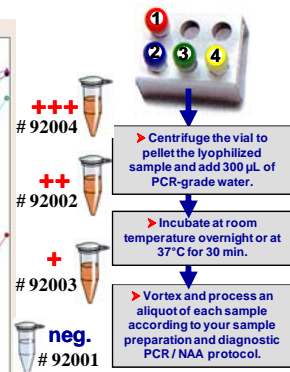 1
2
3
4
+++
# 92004
++
# 92002
+
# 92003
neg.
# 92001
➤ Centrifuge the vial to
pellet the lyophilized
sample and add 300 µL of
PCR-grade water.
➤ Incubate at room
temperature overnight or at
37°C for 30 min.
➤ Vortex and process an
aliquot of each sample
according to your sample
preparation and diagnostic
PCR / NAA protocol.